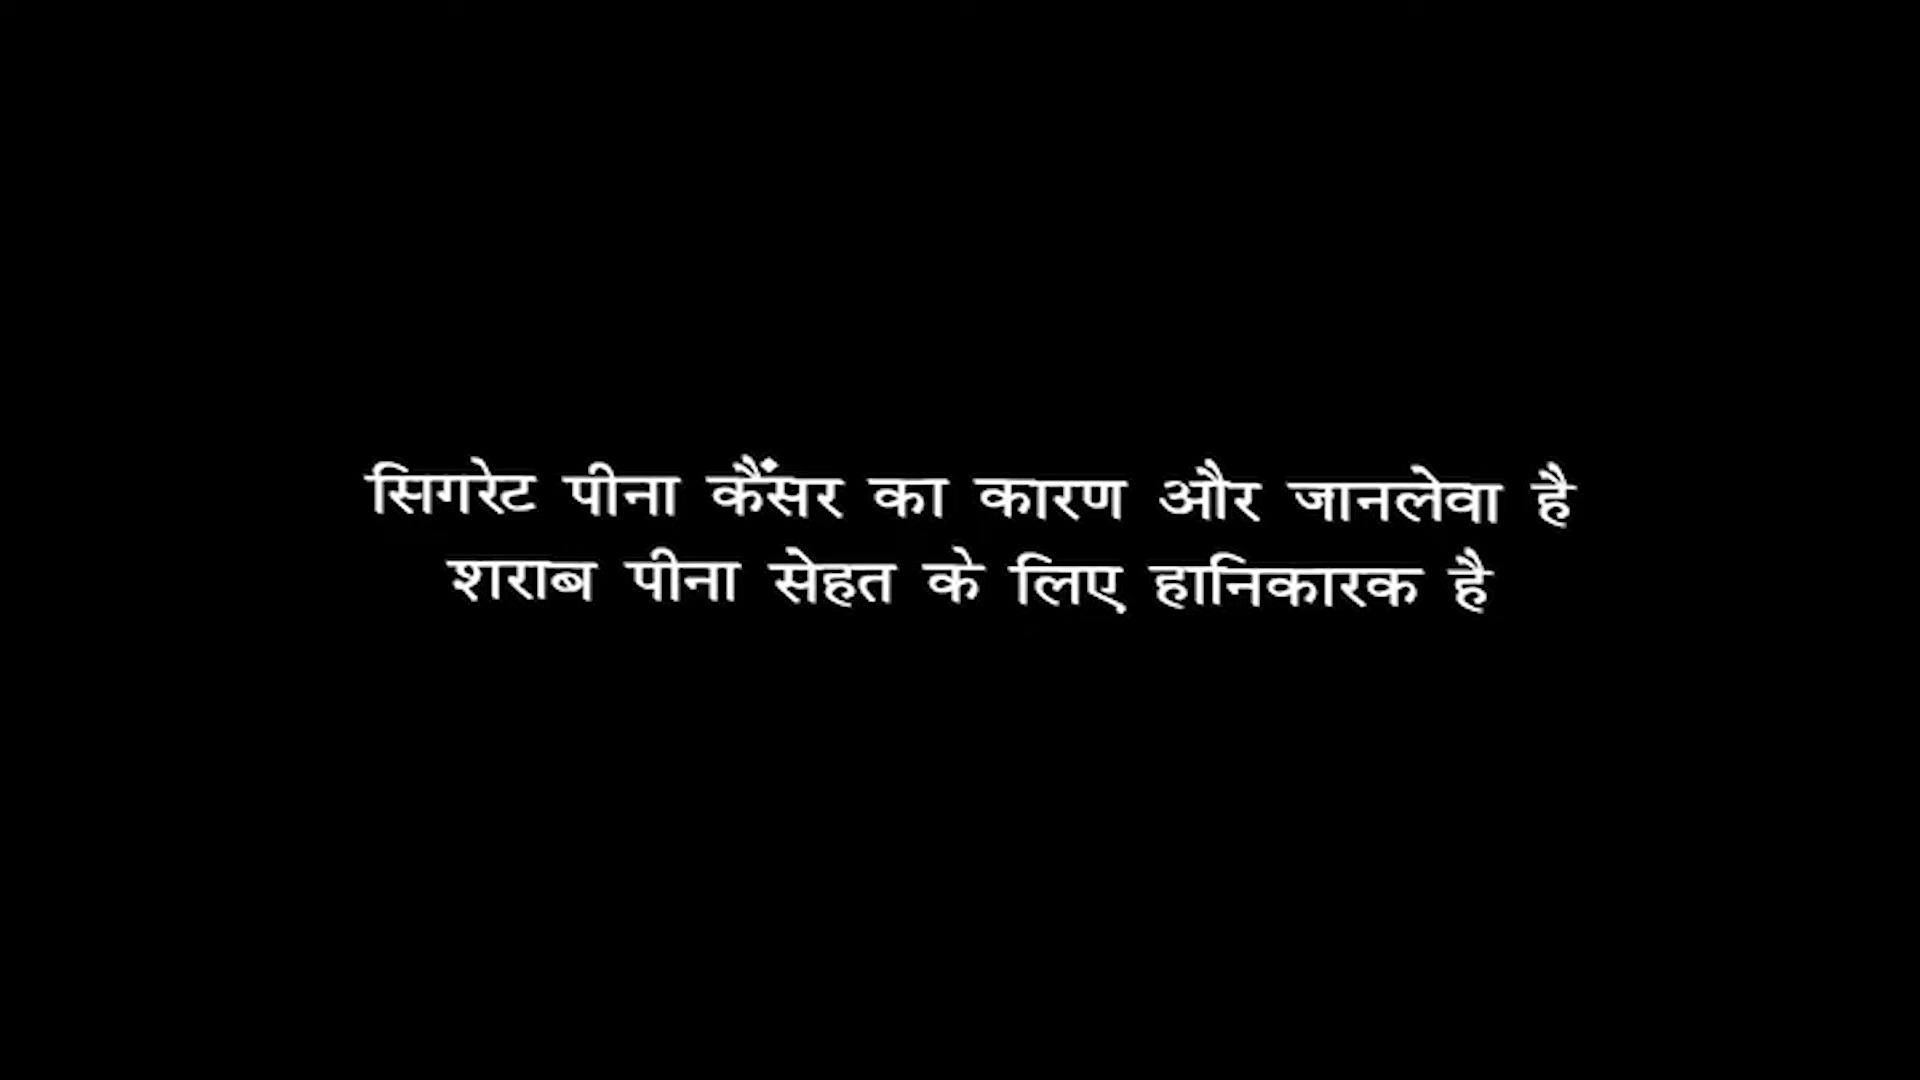 सिगरेट पीना कैंसर का कारण और जानलेवा है
शराब पीना सेहत के लिए हानिकारक है